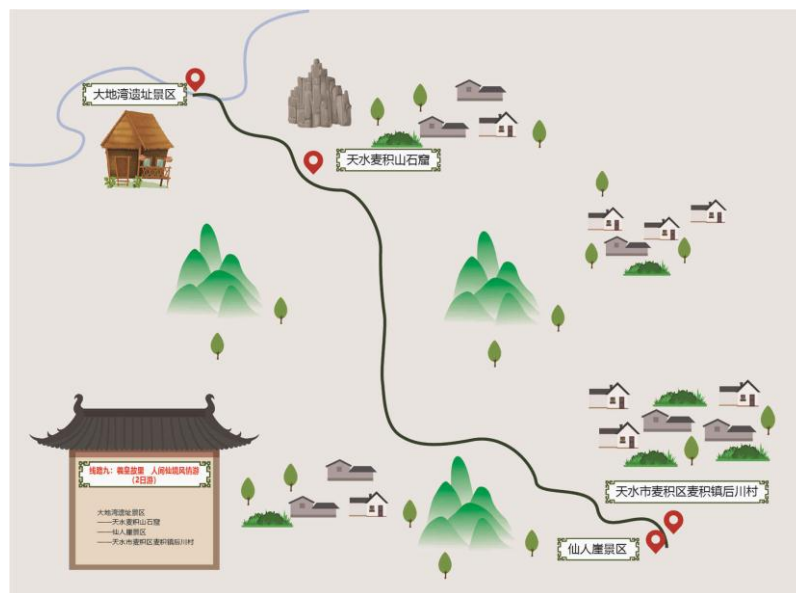 大地湾遗址景区
天水麦积山石窟
天水市麦积区麦积镇后川村
仙人崖景区
线路九：羲皇故里 人间仙境风情游
（2日游）
大地湾遗址景区
——天水麦积山石窟
——仙人崖景区
——天水市麦积区麦积镇后川村